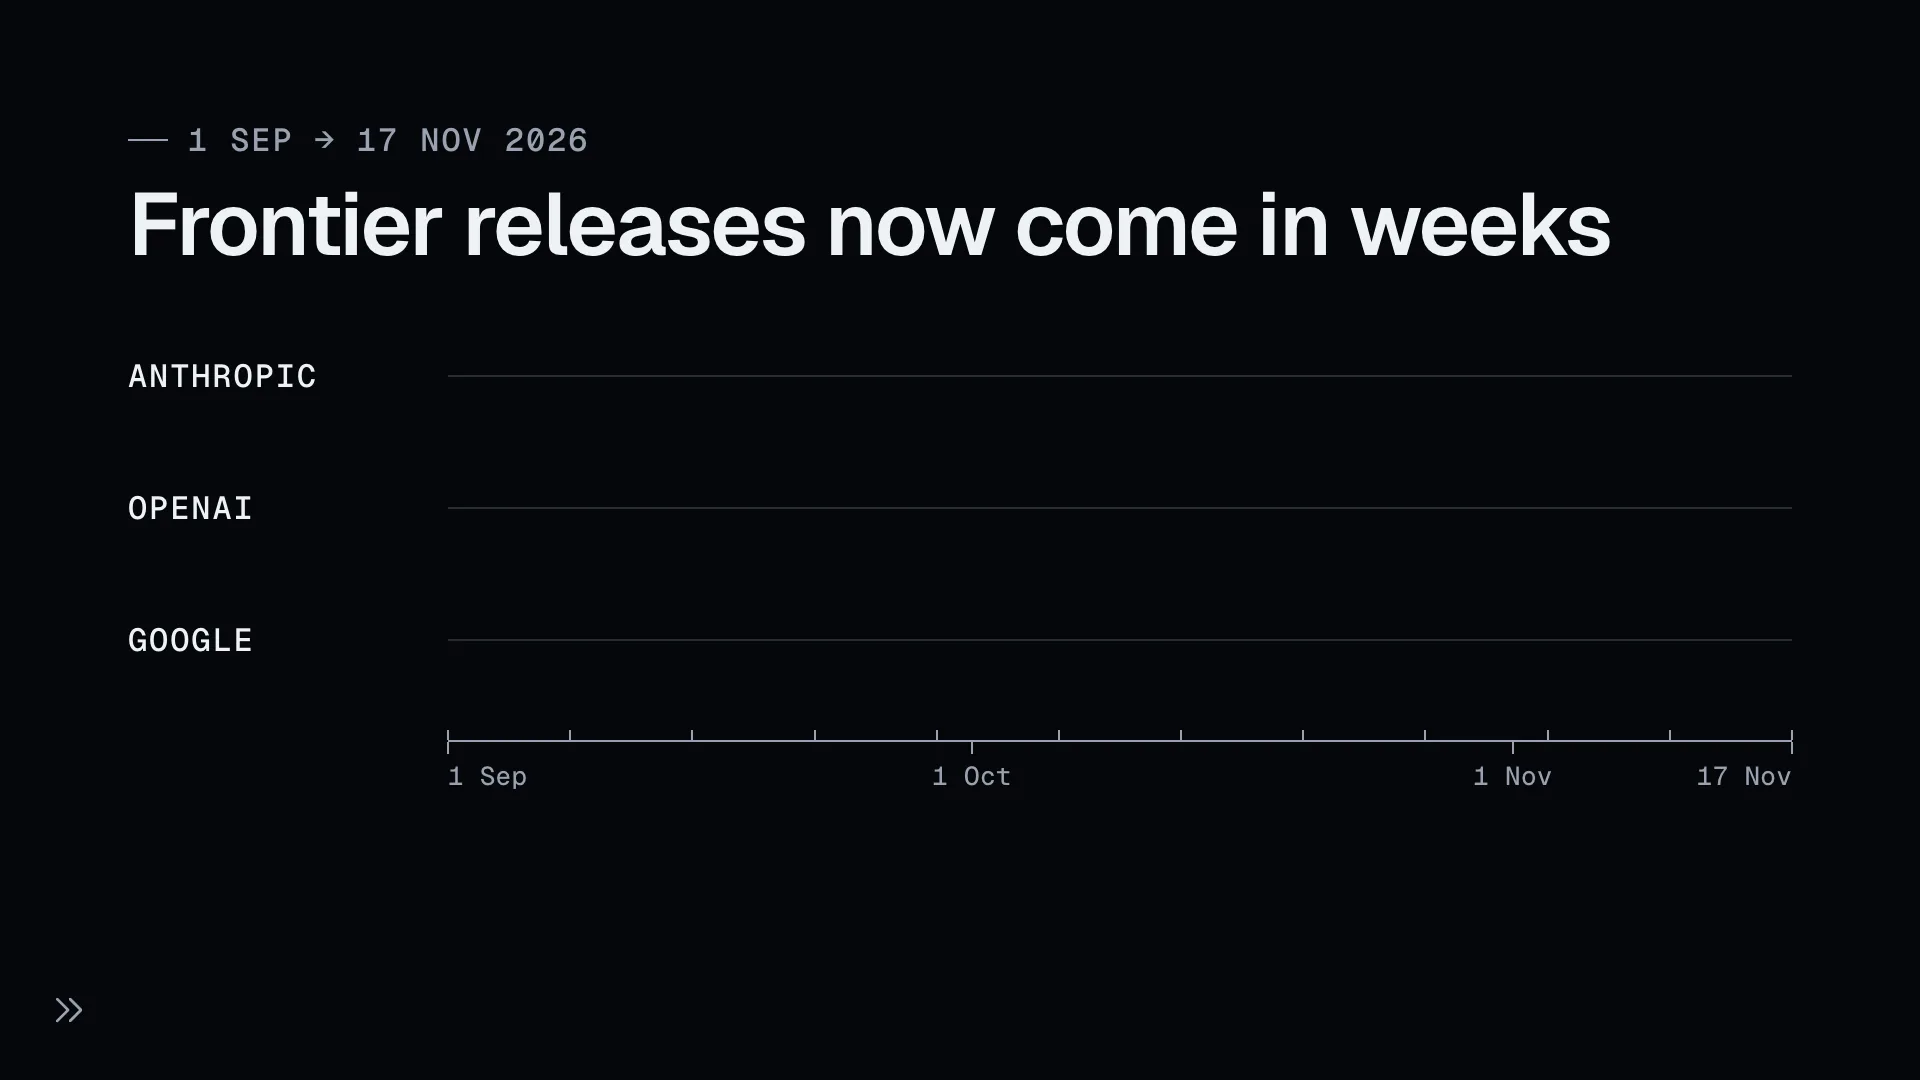 1 SEP → 17 NOV 2026
Frontier releases now come in weeks
ANTHROPIC
OPENAI
GOOGLE
1 Sep 1 Oct 1 Nov 17 Nov